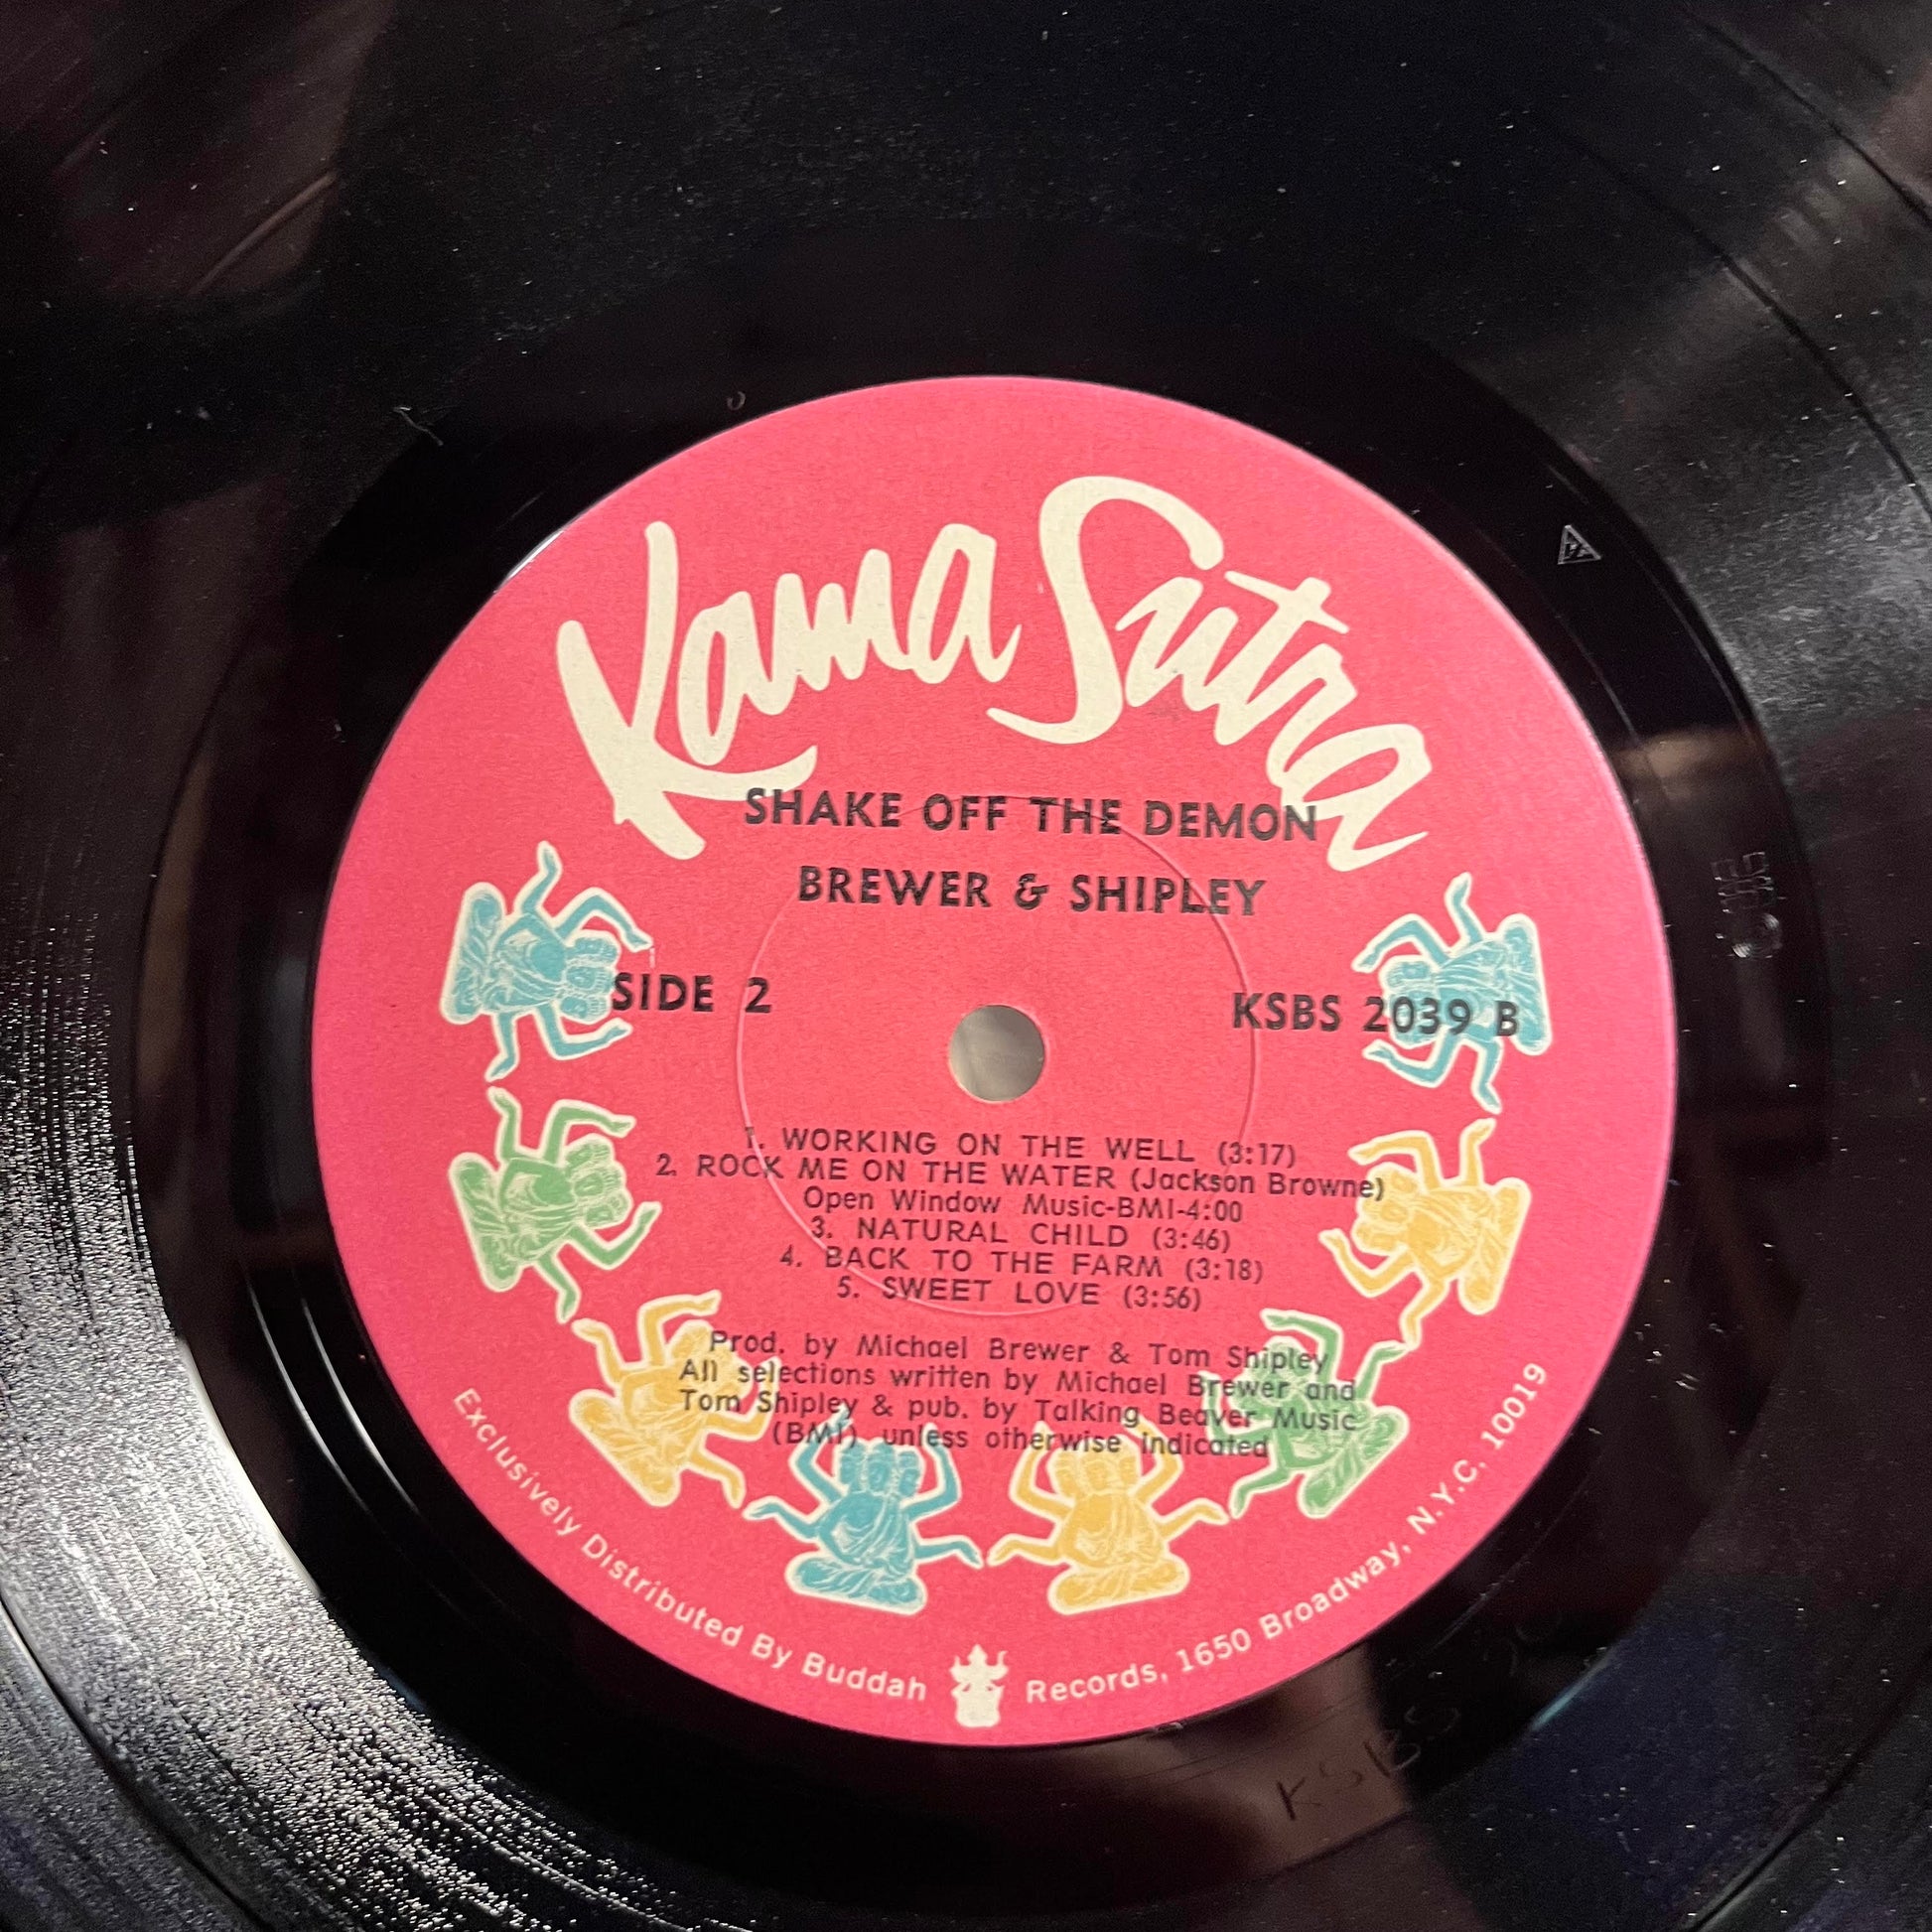 Kama Sutra
SHAKE OFF THE DEMON
BREWER & SHIPLEY
SIDE 2
KSBS 2039 B
1. WORKING ON THE WELL (3:17)
2. ROCK ME ON THE WATER (Jackson Browne)
Open Window Music-BMI-4:00
3. NATURAL CHILD (3:46)
4. BACK TO THE FARM (3:18)
5. SWEET LOVE (3:56)
Prod. by Michael Brewer & Tom Shipley
All selections written by Michael Brewer and
Tom Shipley & pub. by Talking Beaver Music
(BMI) unless otherwise indicated
Exclusively Distributed By Buddah Records, 1650 Broadway, N.Y.C. 10019
KSBS